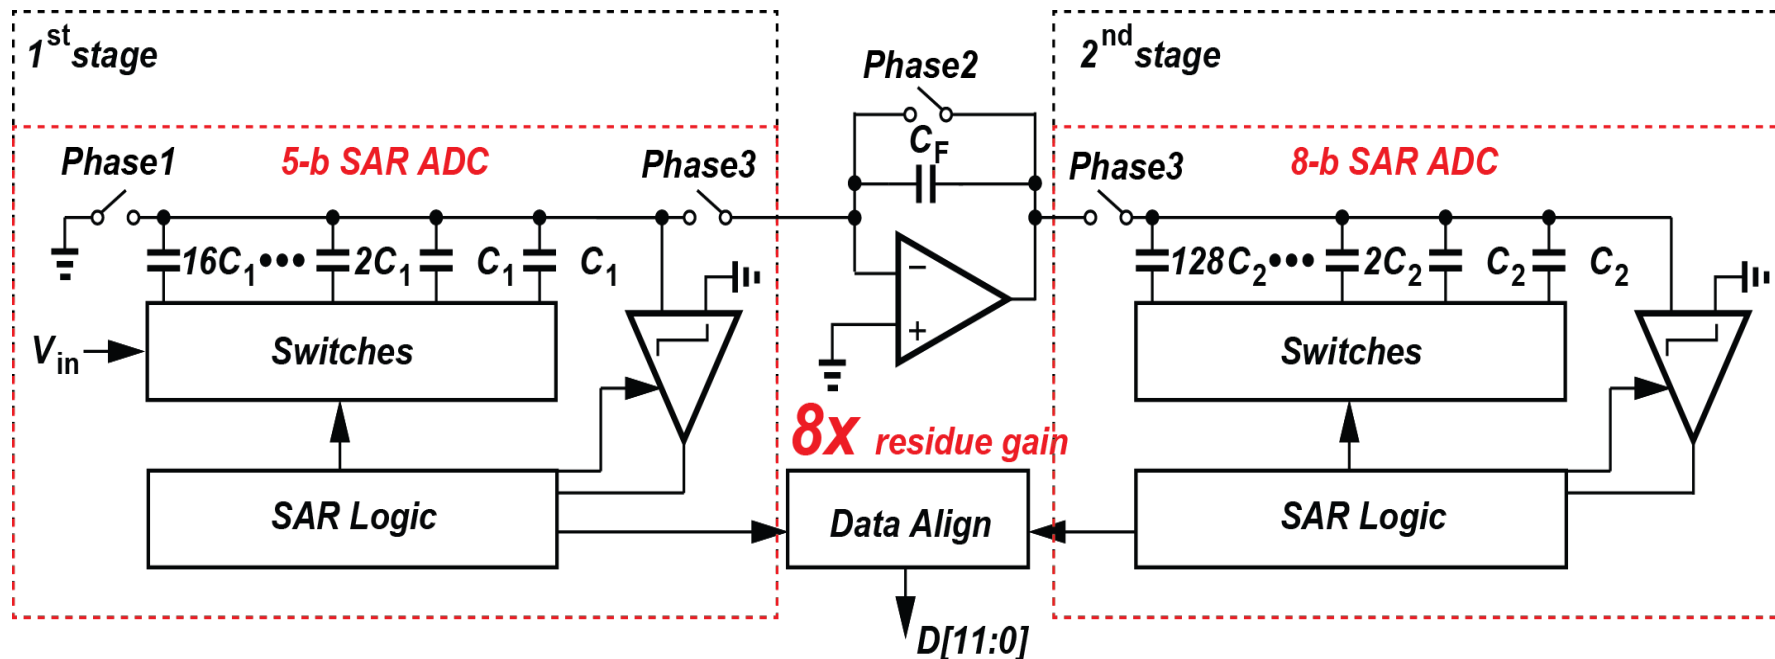 1st stage
2nd stage
Phase2
CF
Phase1
5-b SAR ADC
Phase3
Phase3
8-b SAR ADC
16C1 ••• 2C1 C1 C1
128C2 ••• 2C2 C2 C2
−
+
Vin
Switches
Switches
8x residue gain
SAR Logic
Data Align
SAR Logic
D[11:0]